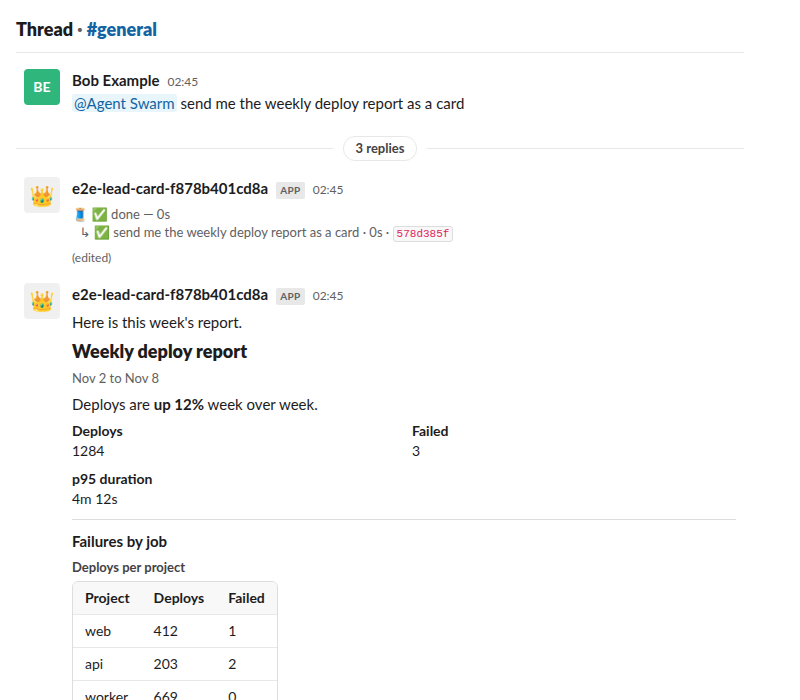 Thread • #general
BE
Bob Example 02:45
@Agent Swarm send me the weekly deploy report as a card
3 replies
e2e-lead-card-f878b401cd8a APP 02:45
done — 0s
↳ send me the weekly deploy report as a card · 0s · 578d385f
(edited)
e2e-lead-card-f878b401cd8a APP 02:45
Here is this week's report.
Weekly deploy report
Nov 2 to Nov 8
Deploys are up 12% week over week.
Deploys Failed
1284 3
p95 duration
4m 12s
Failures by job
Deploys per project
Project Deploys Failed
web 412 1
api 203 2
worker 669 0